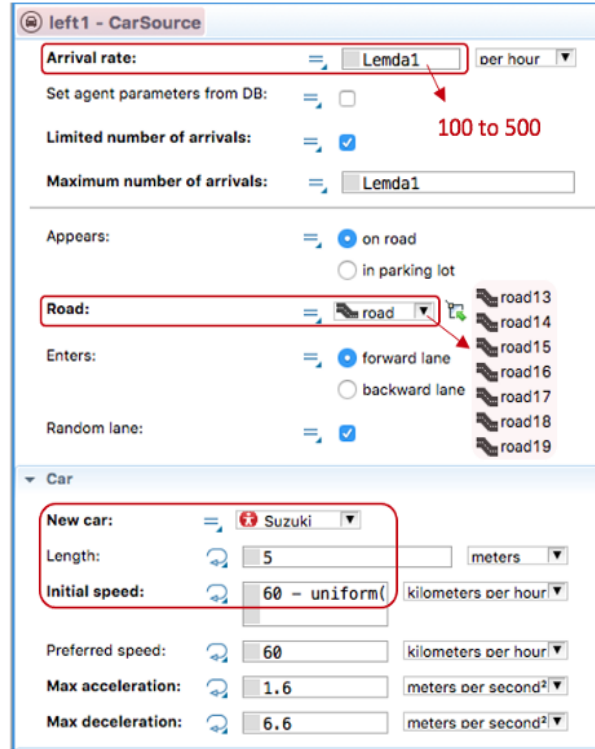 left1 - CarSource
Arrival rate: Lemda1 per hour
Set agent parameters from DB:
100 to 500
Limited number of arrivals:
Maximum number of arrivals: Lemda1
Appears: on road
in parking lot
Road: road
road13
road14
road15
road16
road17
road18
road19
Enters: forward lane
backward lane
Random lane:
Car
New car: Suzuki
Length: 5 meters
Initial speed: 60 - uniform( kilometers per hour
Preferred speed: 60 kilometers per hour
Max acceleration: 1.6 meters per second²
Max deceleration: 6.6 meters per second²